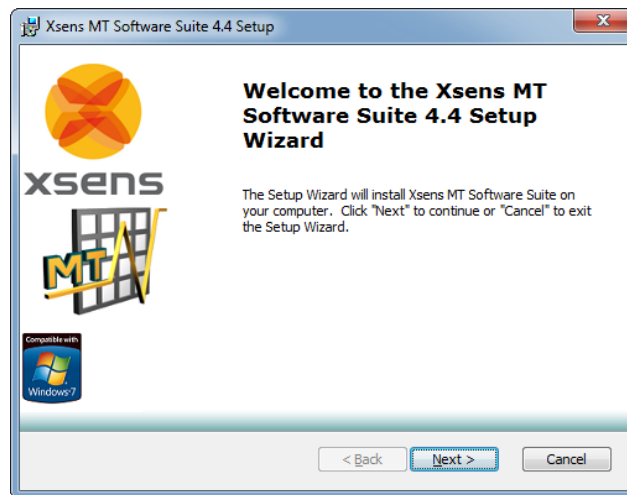 Xsens MT Software Suite 4.4 Setup
Welcome to the Xsens MT
Software Suite 4.4 Setup
Wizard
xsens
The Setup Wizard will install Xsens MT Software Suite on
your computer. Click "Next" to continue or "Cancel" to exit
the Setup Wizard.
MT
Compatible with
Windows 7
< Back
Next >
Cancel